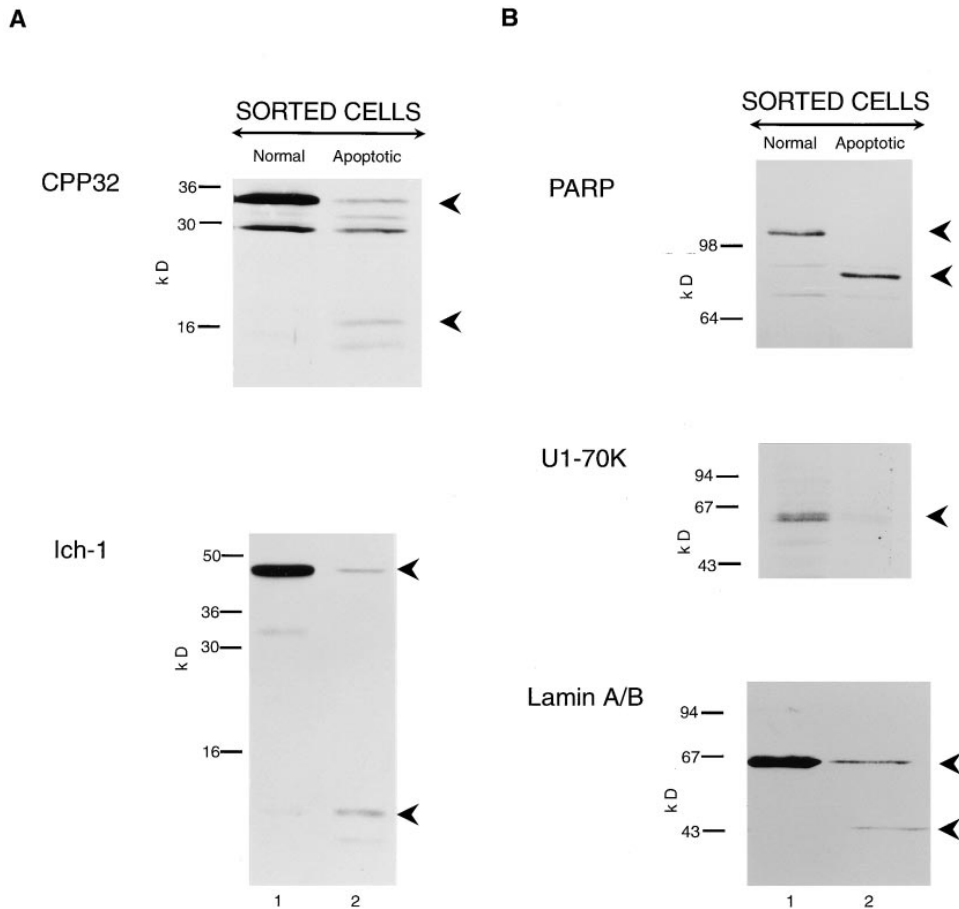 A
SORTED CELLS
Normal Apoptotic
CPP32
36
30
kD
16
Ich-1
50
36
30
kD
16
1 2
B
SORTED CELLS
Normal Apoptotic
PARP
98
kD
64
U1-70K
94
67
kD
43
Lamin A/B
94
67
kD
43
1 2